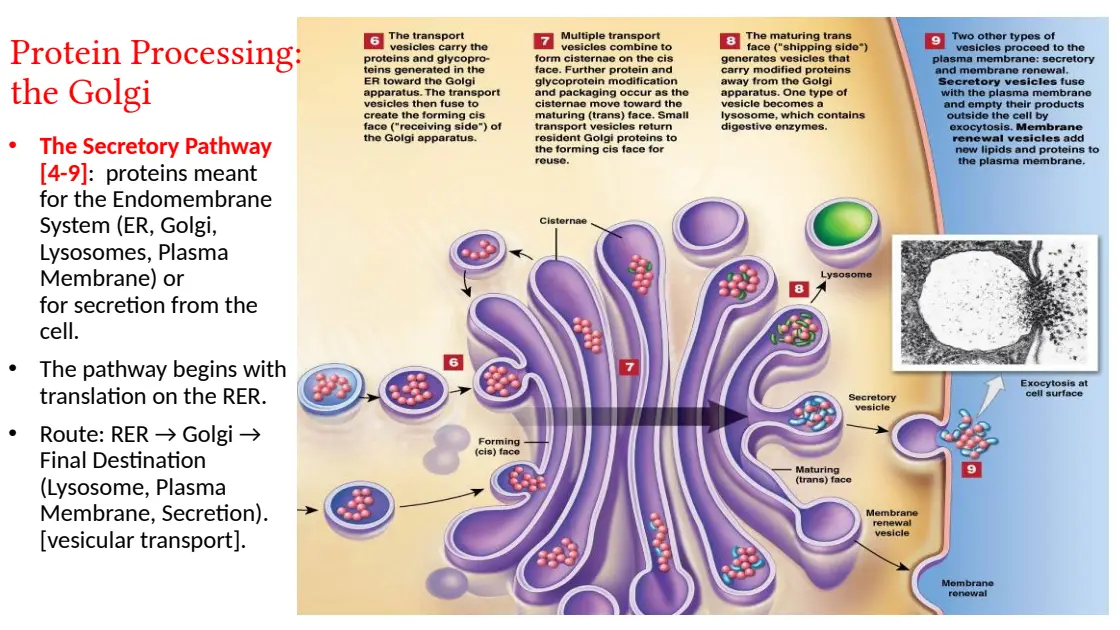 Protein Processing:
the Golgi
• The Secretory Pathway
[4-9]: proteins meant
for the Endomembrane
System (ER, Golgi,
Lysosomes, Plasma
Membrane) or
for secretion from the
cell.
• The pathway begins with
translation on the RER.
• Route: RER → Golgi →
Final Destination
(Lysosome, Plasma
Membrane, Secretion).
[vesicular transport].
6 The transport
vesicles carry the
proteins and glycopro-
teins generated in the
ER toward the Golgi
apparatus. The transport
vesicles then fuse to
create the forming cis
face ("receiving side") of
the Golgi apparatus.
7 Multiple transport
vesicles combine to
form cisternae on the cis
face. Further protein and
glycoprotein modification
and packaging occur as the
cisternae move toward the
maturing (trans) face. Small
transport vesicles return
resident Golgi proteins to
the forming cis face for
reuse.
8 The maturing trans
face ("shipping side")
generates vesicles that
carry modified proteins
away from the Golgi
apparatus. One type of
vesicle becomes a
lysosome, which contains
digestive enzymes.
9 Two other types of
vesicles proceed to the
plasma membrane: secretory
and membrane renewal.
Secretory vesicles fuse
with the plasma membrane
and empty their products
outside the cell by
exocytosis. Membrane
renewal vesicles add
new lipids and proteins to
the plasma membrane.
Cisternae
Lysosome
8
6
7
Exocytosis at
cell surface
Secretory
vesicle
Forming
(cis) face
9
Maturing
(trans) face
Membrane
renewal
vesicle
Membrane
renewal